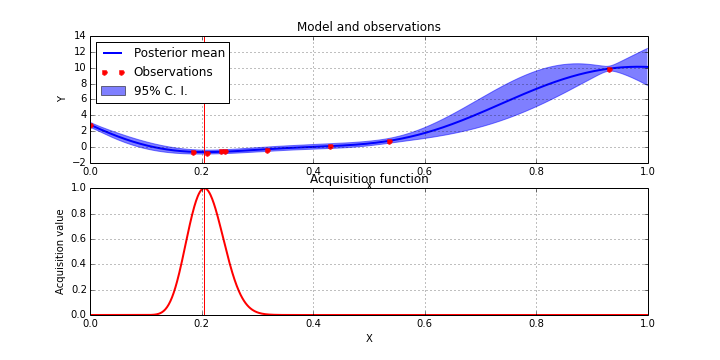 Model and observations
Y
14
12
10
8
6
4
2
0
−2
Posterior mean
Observations
95% C. I.
0.0 0.2 0.4 0.6 0.8 1.0
X
Acquisition function
Acquisition value
1.0
0.8
0.6
0.4
0.2
0.0
0.0 0.2 0.4 0.6 0.8 1.0
X